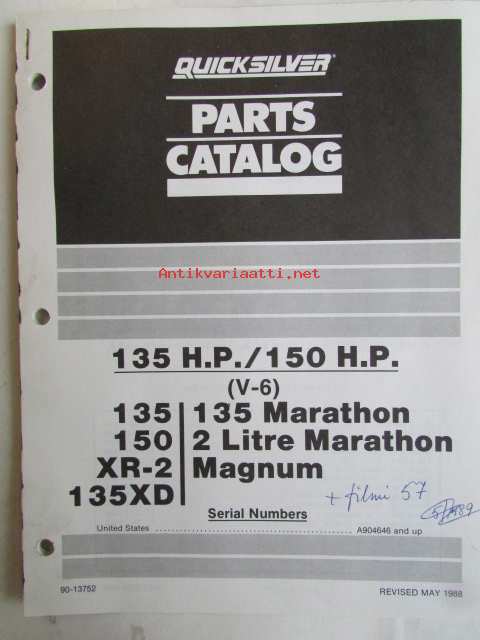 QUICKSILVER®
PARTS
CATALOG
Antikvariaatti.net
135 H.P./150 H.P.
(V-6)
135 135 Marathon
150 2 Litre Marathon
XR-2 Magnum
135XD
+ filmi 57
Serial Numbers
United States A904646 and up
90-13752 REVISED MAY 1988